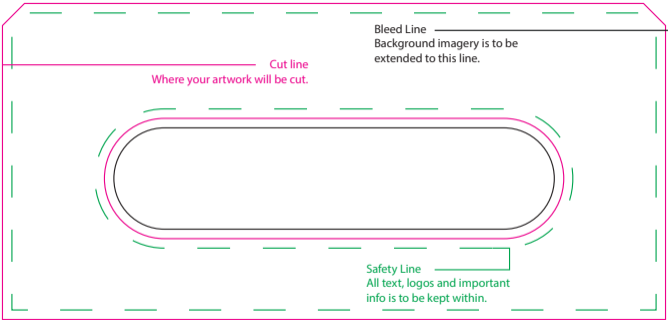 Bleed Line
Background imagery is to be
extended to this line.
Cut line
Where your artwork will be cut.
Safety Line
All text, logos and important
info is to be kept within.